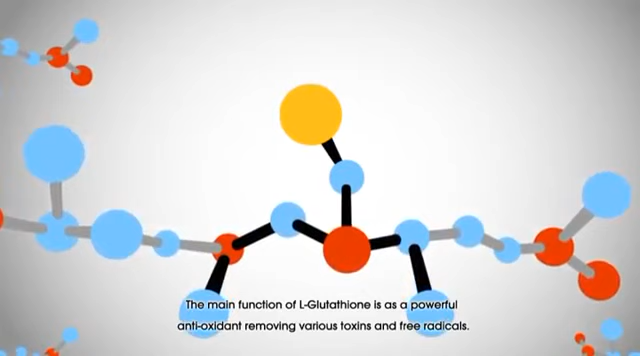 The main function of L-Glutathione is as a powerful
anti-oxidant removing various toxins and free radicals.